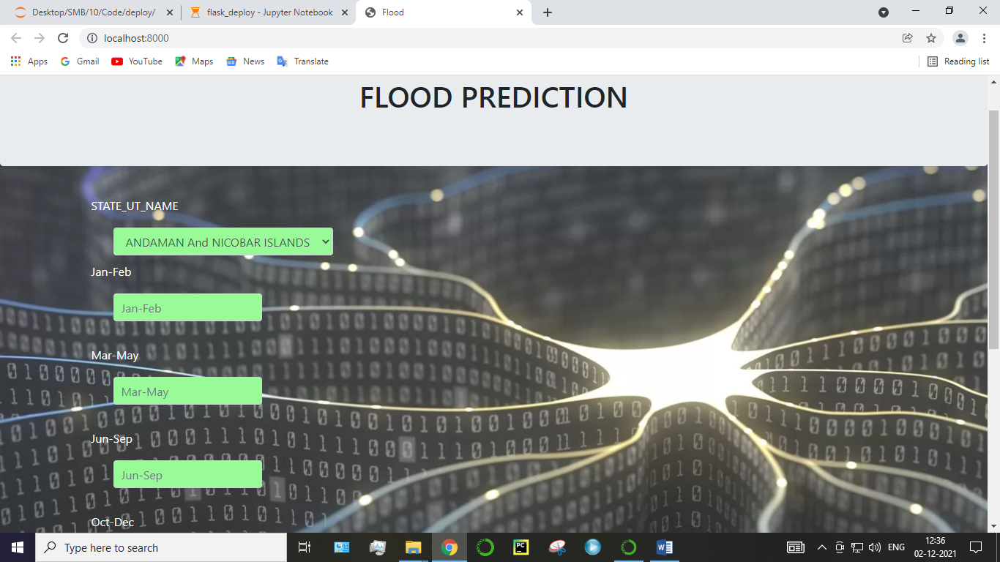 Desktop/SMB/10/Code/deploy/
flask_deploy - Jupyter Notebook
Flood
localhost:8000
Apps
Gmail
YouTube
Maps
News
Translate
Reading list
FLOOD PREDICTION
STATE_UT_NAME
ANDAMAN And NICOBAR ISLANDS
Jan-Feb
Jan-Feb
Mar-May
Mar-May
Jun-Sep
Jun-Sep
Oct-Dec
Type here to search
ENG
12:36
02-12-2021